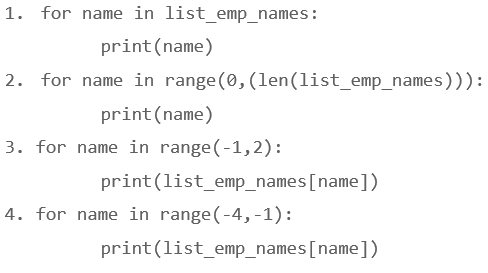 1. for name in list_emp_names:
print(name)
2. for name in range(0,(len(list_emp_names))):
print(name)
3. for name in range(-1,2):
print(list_emp_names[name])
4. for name in range(-4,-1):
print(list_emp_names[name])